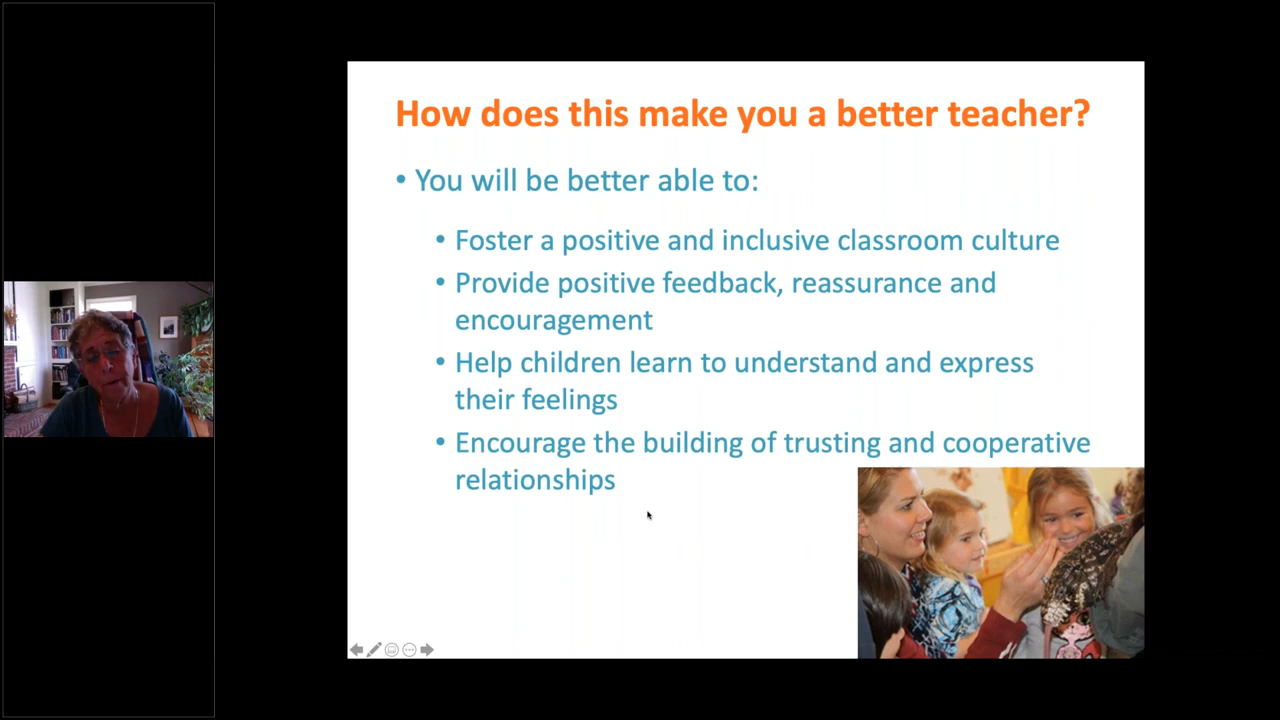 How does this make you a better teacher?
• You will be better able to:
• Foster a positive and inclusive classroom culture
• Provide positive feedback, reassurance and
encouragement
• Help children learn to understand and express
their feelings
• Encourage the building of trusting and cooperative
relationships